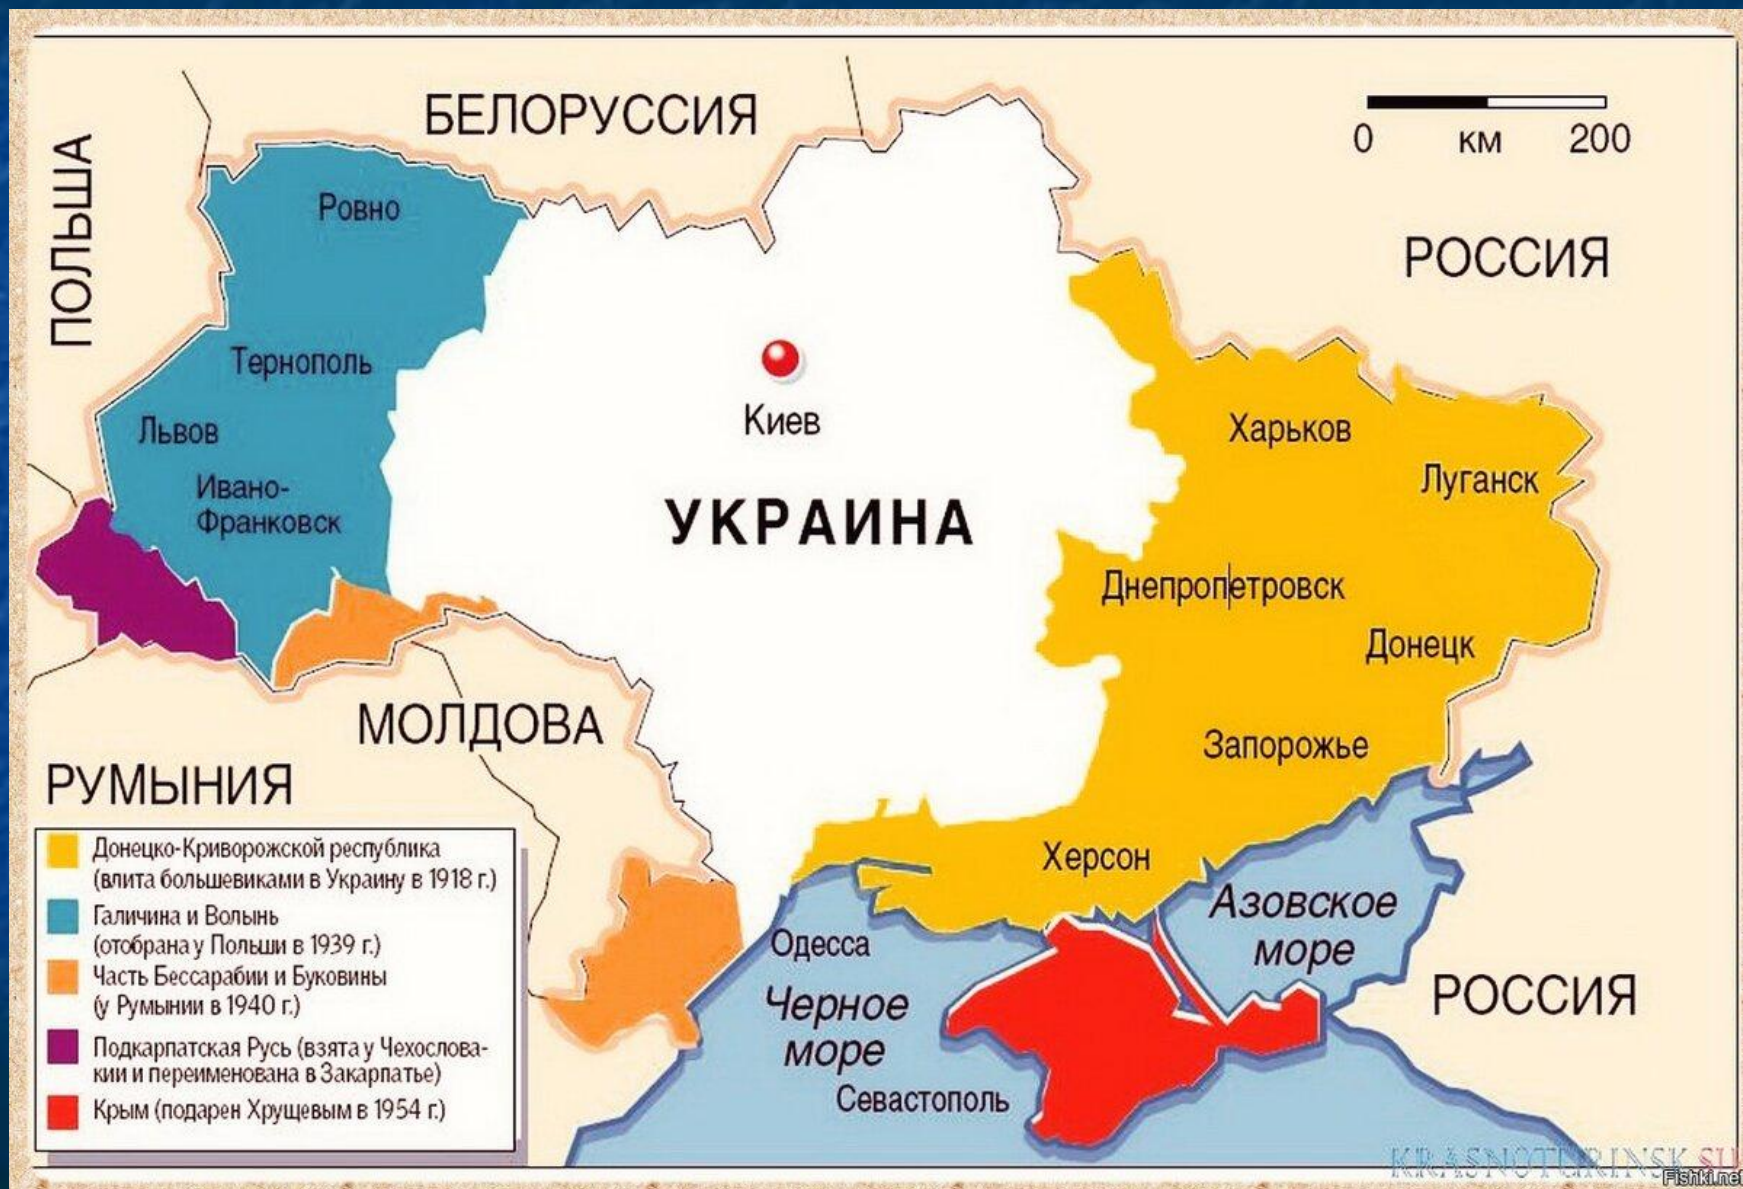 БЕЛОРУССИЯ
ПОЛЬША
0 км 200
РОССИЯ
Ровно
Тернополь
Львов
Ивано-
Франковск
Киев
УКРАИНА
Харьков
Луганск
Днепропетровск
Донецк
Запорожье
Херсон
МОЛДОВА
РУМЫНИЯ
Азовское
море
Одесса
Черное
море
Севастополь
РОССИЯ
Донецко-Криворожской республика
(влита большевиками в Украину в 1918 г.)
Галичина и Волынь
(отобрана у Польши в 1939 г.)
Часть Бессарабии и Буковины
(у Румынии в 1940 г.)
Подкарпатская Русь (взята у Чехослова-
кии и переименована в Закарпатье)
Крым (подарен Хрущевым в 1954 г.)
KRASNOTURINSK.SU
Fishki.net